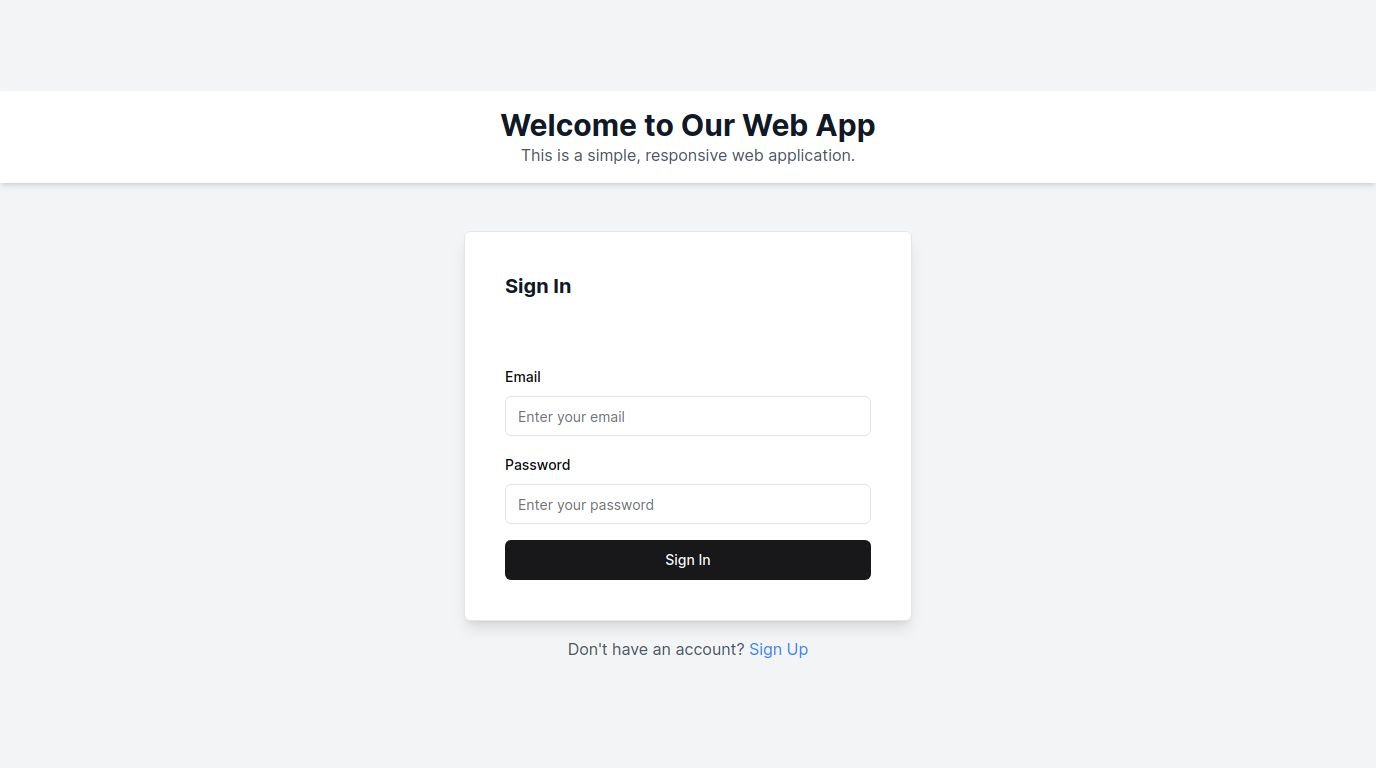 Welcome to Our Web App
This is a simple, responsive web application.
Sign In
Email
Enter your email
Password
Enter your password
Sign In
Don't have an account? Sign Up